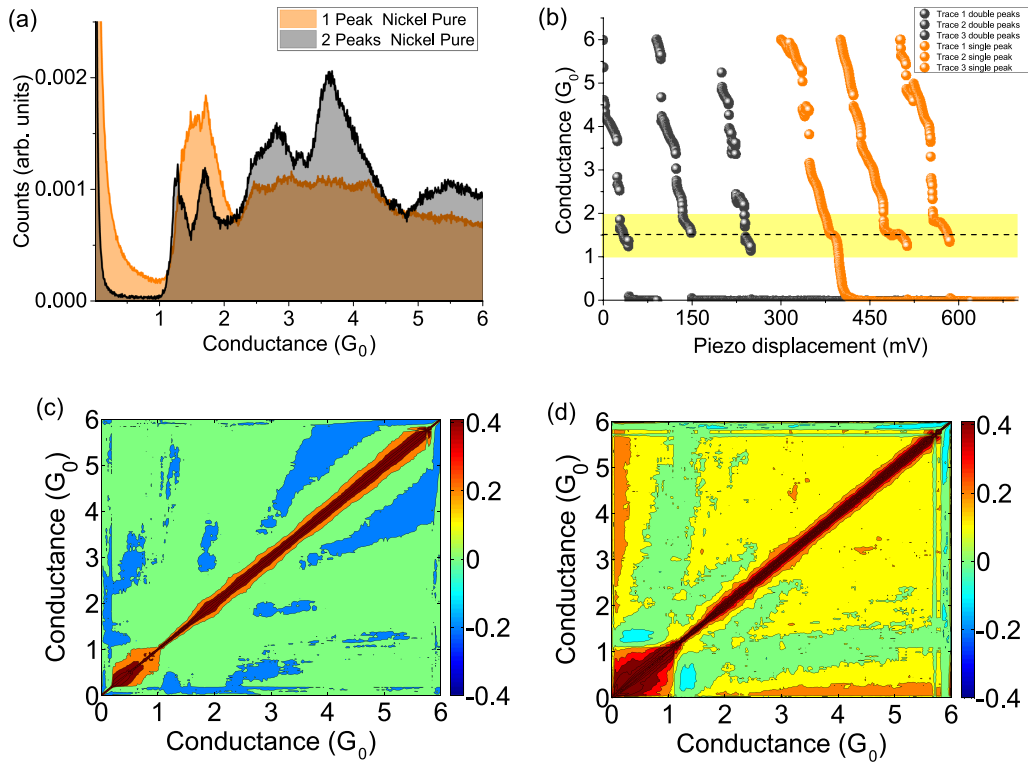 (a)
1 Peak Nickel Pure
2 Peaks Nickel Pure
Counts (arb. units)
0.002
0.001
0.000
1 2 3 4 5 6
Conductance (G0)
(b)
Trace 1 double peaks
Trace 2 double peaks
Trace 3 double peaks
Trace 1 single peak
Trace 2 single peak
Trace 3 single peak
Conductance (G0)
6
5
4
3
2
1
0
0 150 300 450 600
Piezo displacement (mV)
(c)
Conductance (G0)
6
5
4
3
2
1
0
0 1 2 3 4 5 6
Conductance (G0)
0.4
0.2
0
-0.2
-0.4
(d)
Conductance (G0)
6
5
4
3
2
1
0
0 1 2 3 4 5 6
Conductance (G0)
0.4
0.2
0
-0.2
-0.4